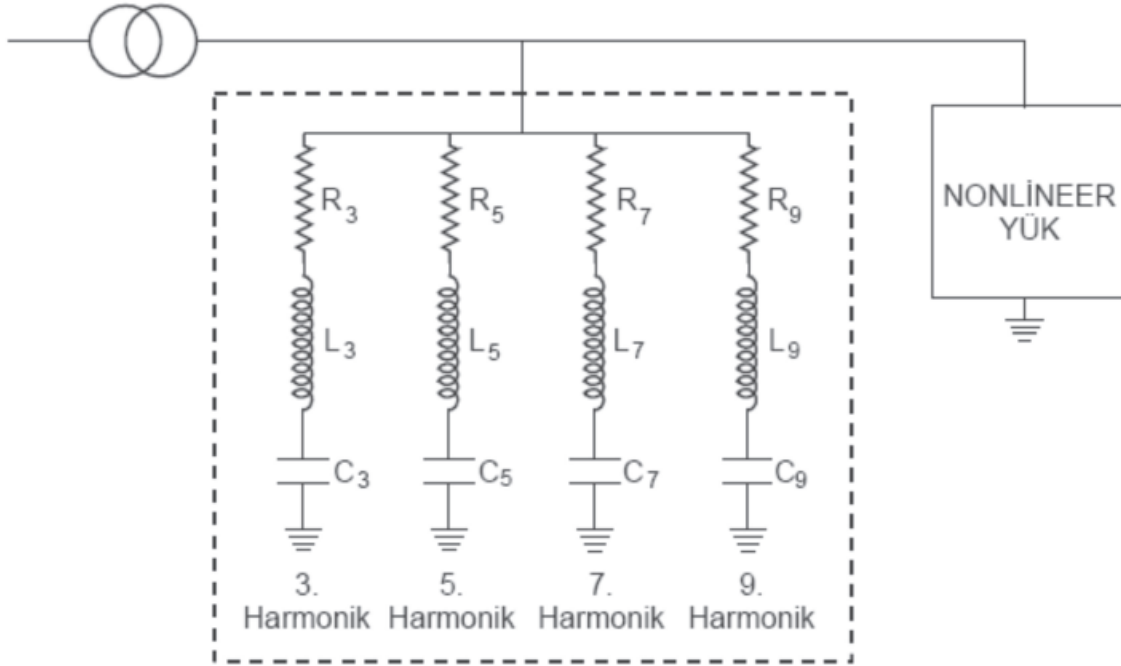 R3
R5
R7
R9
NONLİNEER
YÜK
L3
L5
L7
L9
C3
C5
C7
C9
3.
Harmonik
5.
Harmonik
7.
Harmonik
9.
Harmonik